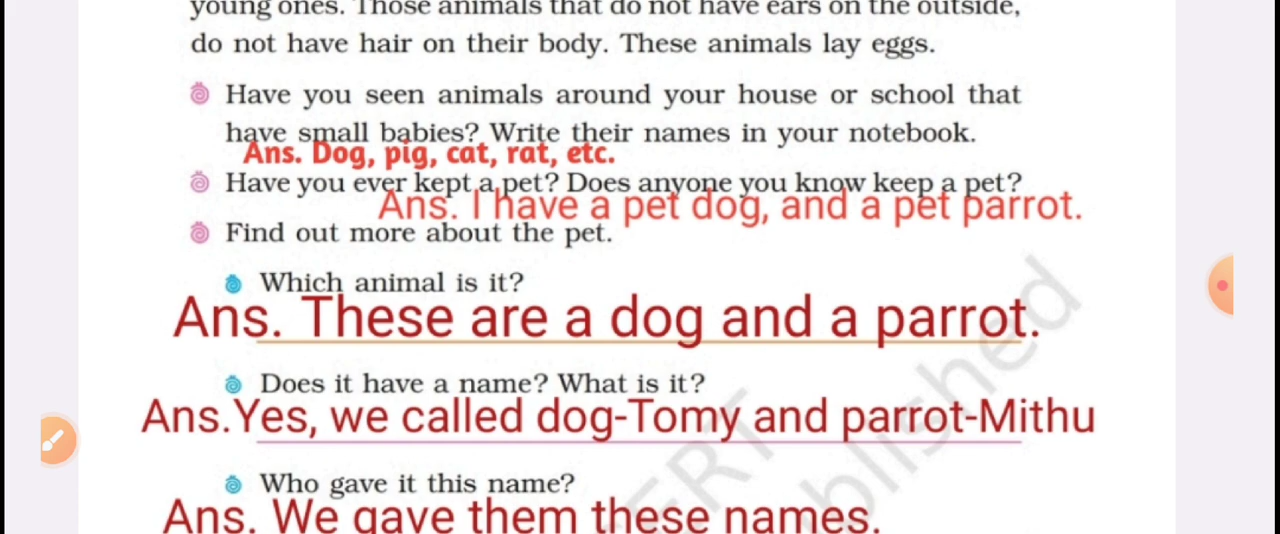 young ones. Those animals that do not have ears on the outside,
do not have hair on their body. These animals lay eggs.
Have you seen animals around your house or school that
have small babies? Write their names in your notebook.
Ans. Dog, pig, cat, rat, etc.
Have you ever kept a pet? Does anyone you know keep a pet?
Ans. I have a pet dog, and a pet parrot.
Find out more about the pet.
Which animal is it?
Ans. These are a dog and a parrot.
Does it have a name? What is it?
Ans.Yes, we called dog-Tomy and parrot-Mithu
Who gave it this name?
Ans. We gave them these names.